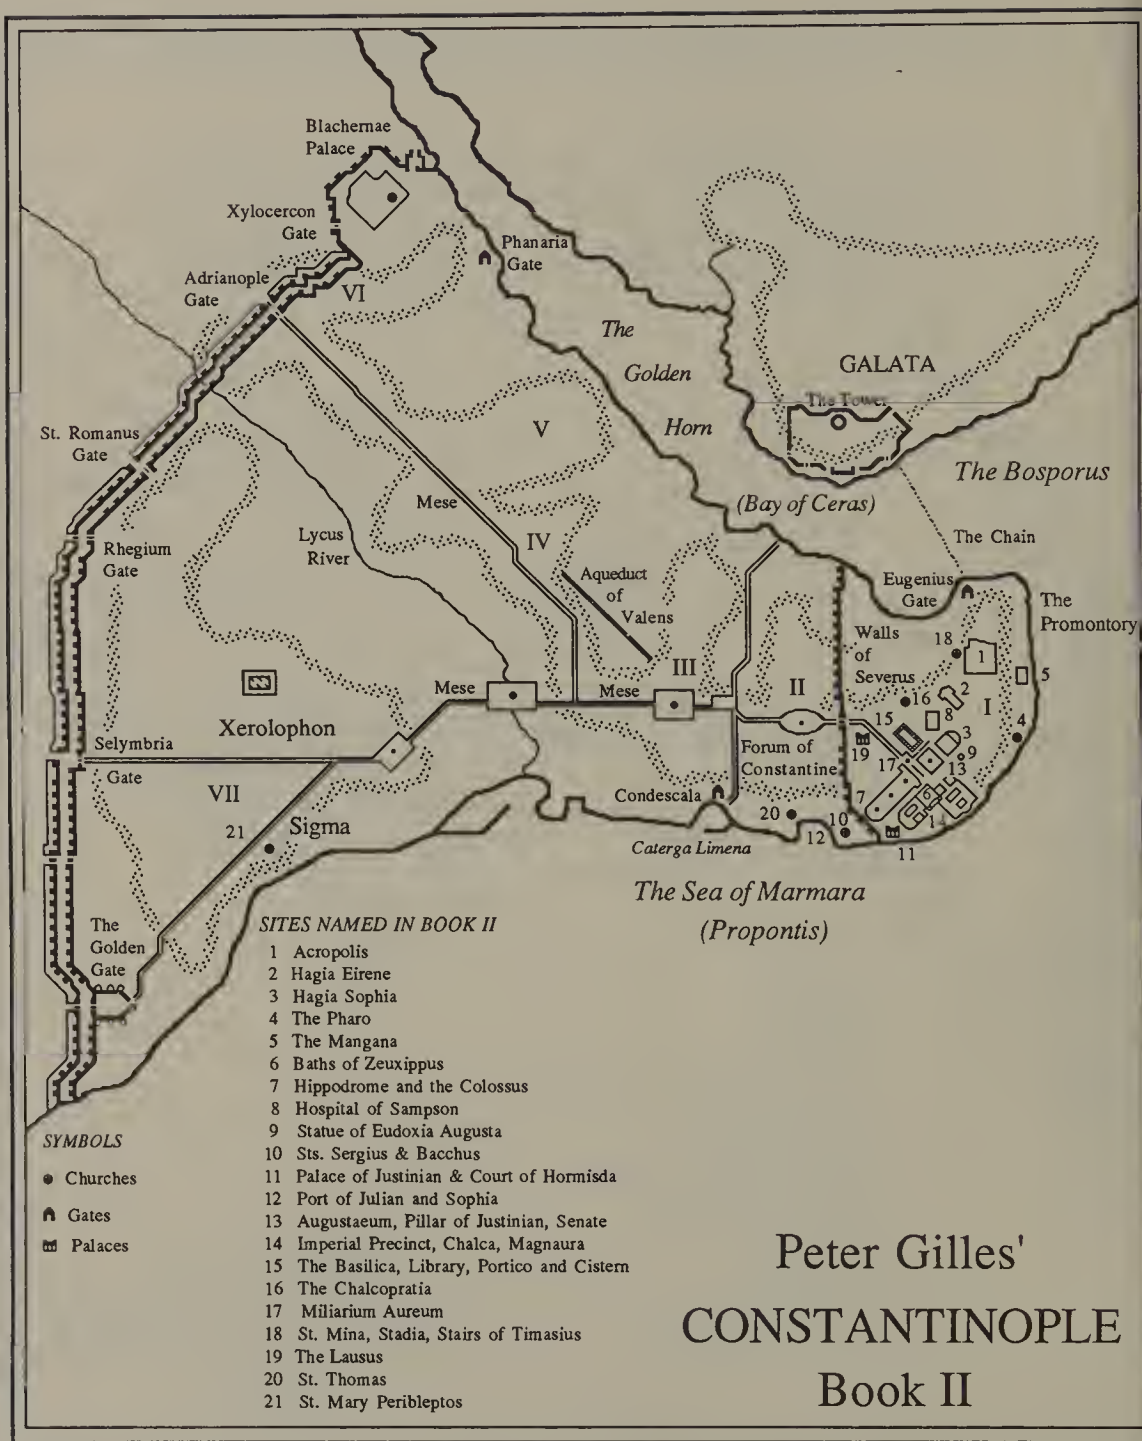 Blachernae
Palace
Xylocercon
Gate
Phanaria
Gate
Adrianople
Gate
VI
The
Golden
Horn
GALATA
The Tower
St. Romanus
Gate
V
(Bay of Ceras)
The Bosporus
Mese
Lycus
River
IV
The Chain
Rhegium
Gate
Aqueduct
of
Valens
Eugenius
Gate
The
Promontory
Walls
of
Severus
18
1
5
III
II
I
Mese
Mese
16
2
8
15
4
3
9
Xerolophon
Selymbria
Gate
Forum of
Constantine
19
17
13
VII
Condescala
7
6
14
21
Sigma
20
10
12
11
Caterga Limena
The Sea of Marmara
(Propontis)
The
Golden
Gate
SITES NAMED IN BOOK II
1 Acropolis
2 Hagia Eirene
3 Hagia Sophia
4 The Pharo
5 The Mangana
6 Baths of Zeuxippus
7 Hippodrome and the Colossus
8 Hospital of Sampson
9 Statue of Eudoxia Augusta
10 Sts. Sergius & Bacchus
11 Palace of Justinian & Court of Hormisda
12 Port of Julian and Sophia
13 Augustaeum, Pillar of Justinian, Senate
14 Imperial Precinct, Chalca, Magnaura
15 The Basilica, Library, Portico and Cistern
16 The Chalcopratia
17 Miliarium Aureum
18 St. Mina, Stadia, Stairs of Timasius
19 The Lausus
20 St. Thomas
21 St. Mary Peribleptos
SYMBOLS
Churches
Gates
Palaces
Peter Gilles'
CONSTANTINOPLE
Book II